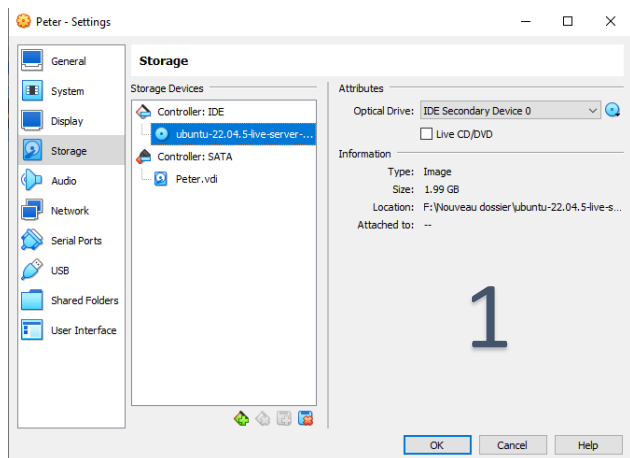 Peter - Settings
General
System
Display
Storage
Audio
Network
Serial Ports
USB
Shared Folders
User Interface
Storage
Storage Devices
Controller: IDE
ubuntu-22.04.5-live-server-...
Controller: SATA
Peter.vdi
Attributes
Optical Drive: IDE Secondary Device 0
Live CD/DVD
Information
Type: Image
Size: 1.99 GB
Location: F:\Nouveau dossier\ubuntu-22.04.5-live-s...
Attached to: --
1
OK Cancel Help